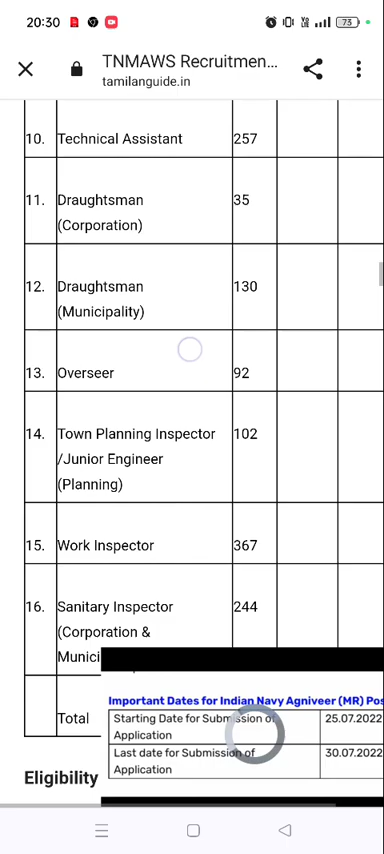 20:30 73
TNMAWS Recruitmen...
tamilanguide.in
10. Technical Assistant 257
11. Draughtsman 35
(Corporation)
12. Draughtsman 130
(Municipality)
13. Overseer 92
14. Town Planning Inspector 102
/Junior Engineer
(Planning)
15. Work Inspector 367
16. Sanitary Inspector 244
(Corporation &
Munici
Important Dates for Indian Navy Agniveer (MR) Pos
Starting Date for Submission of 25.07.2022
Application
Last date for Submission of 30.07.2022
Application
Total
Eligibility